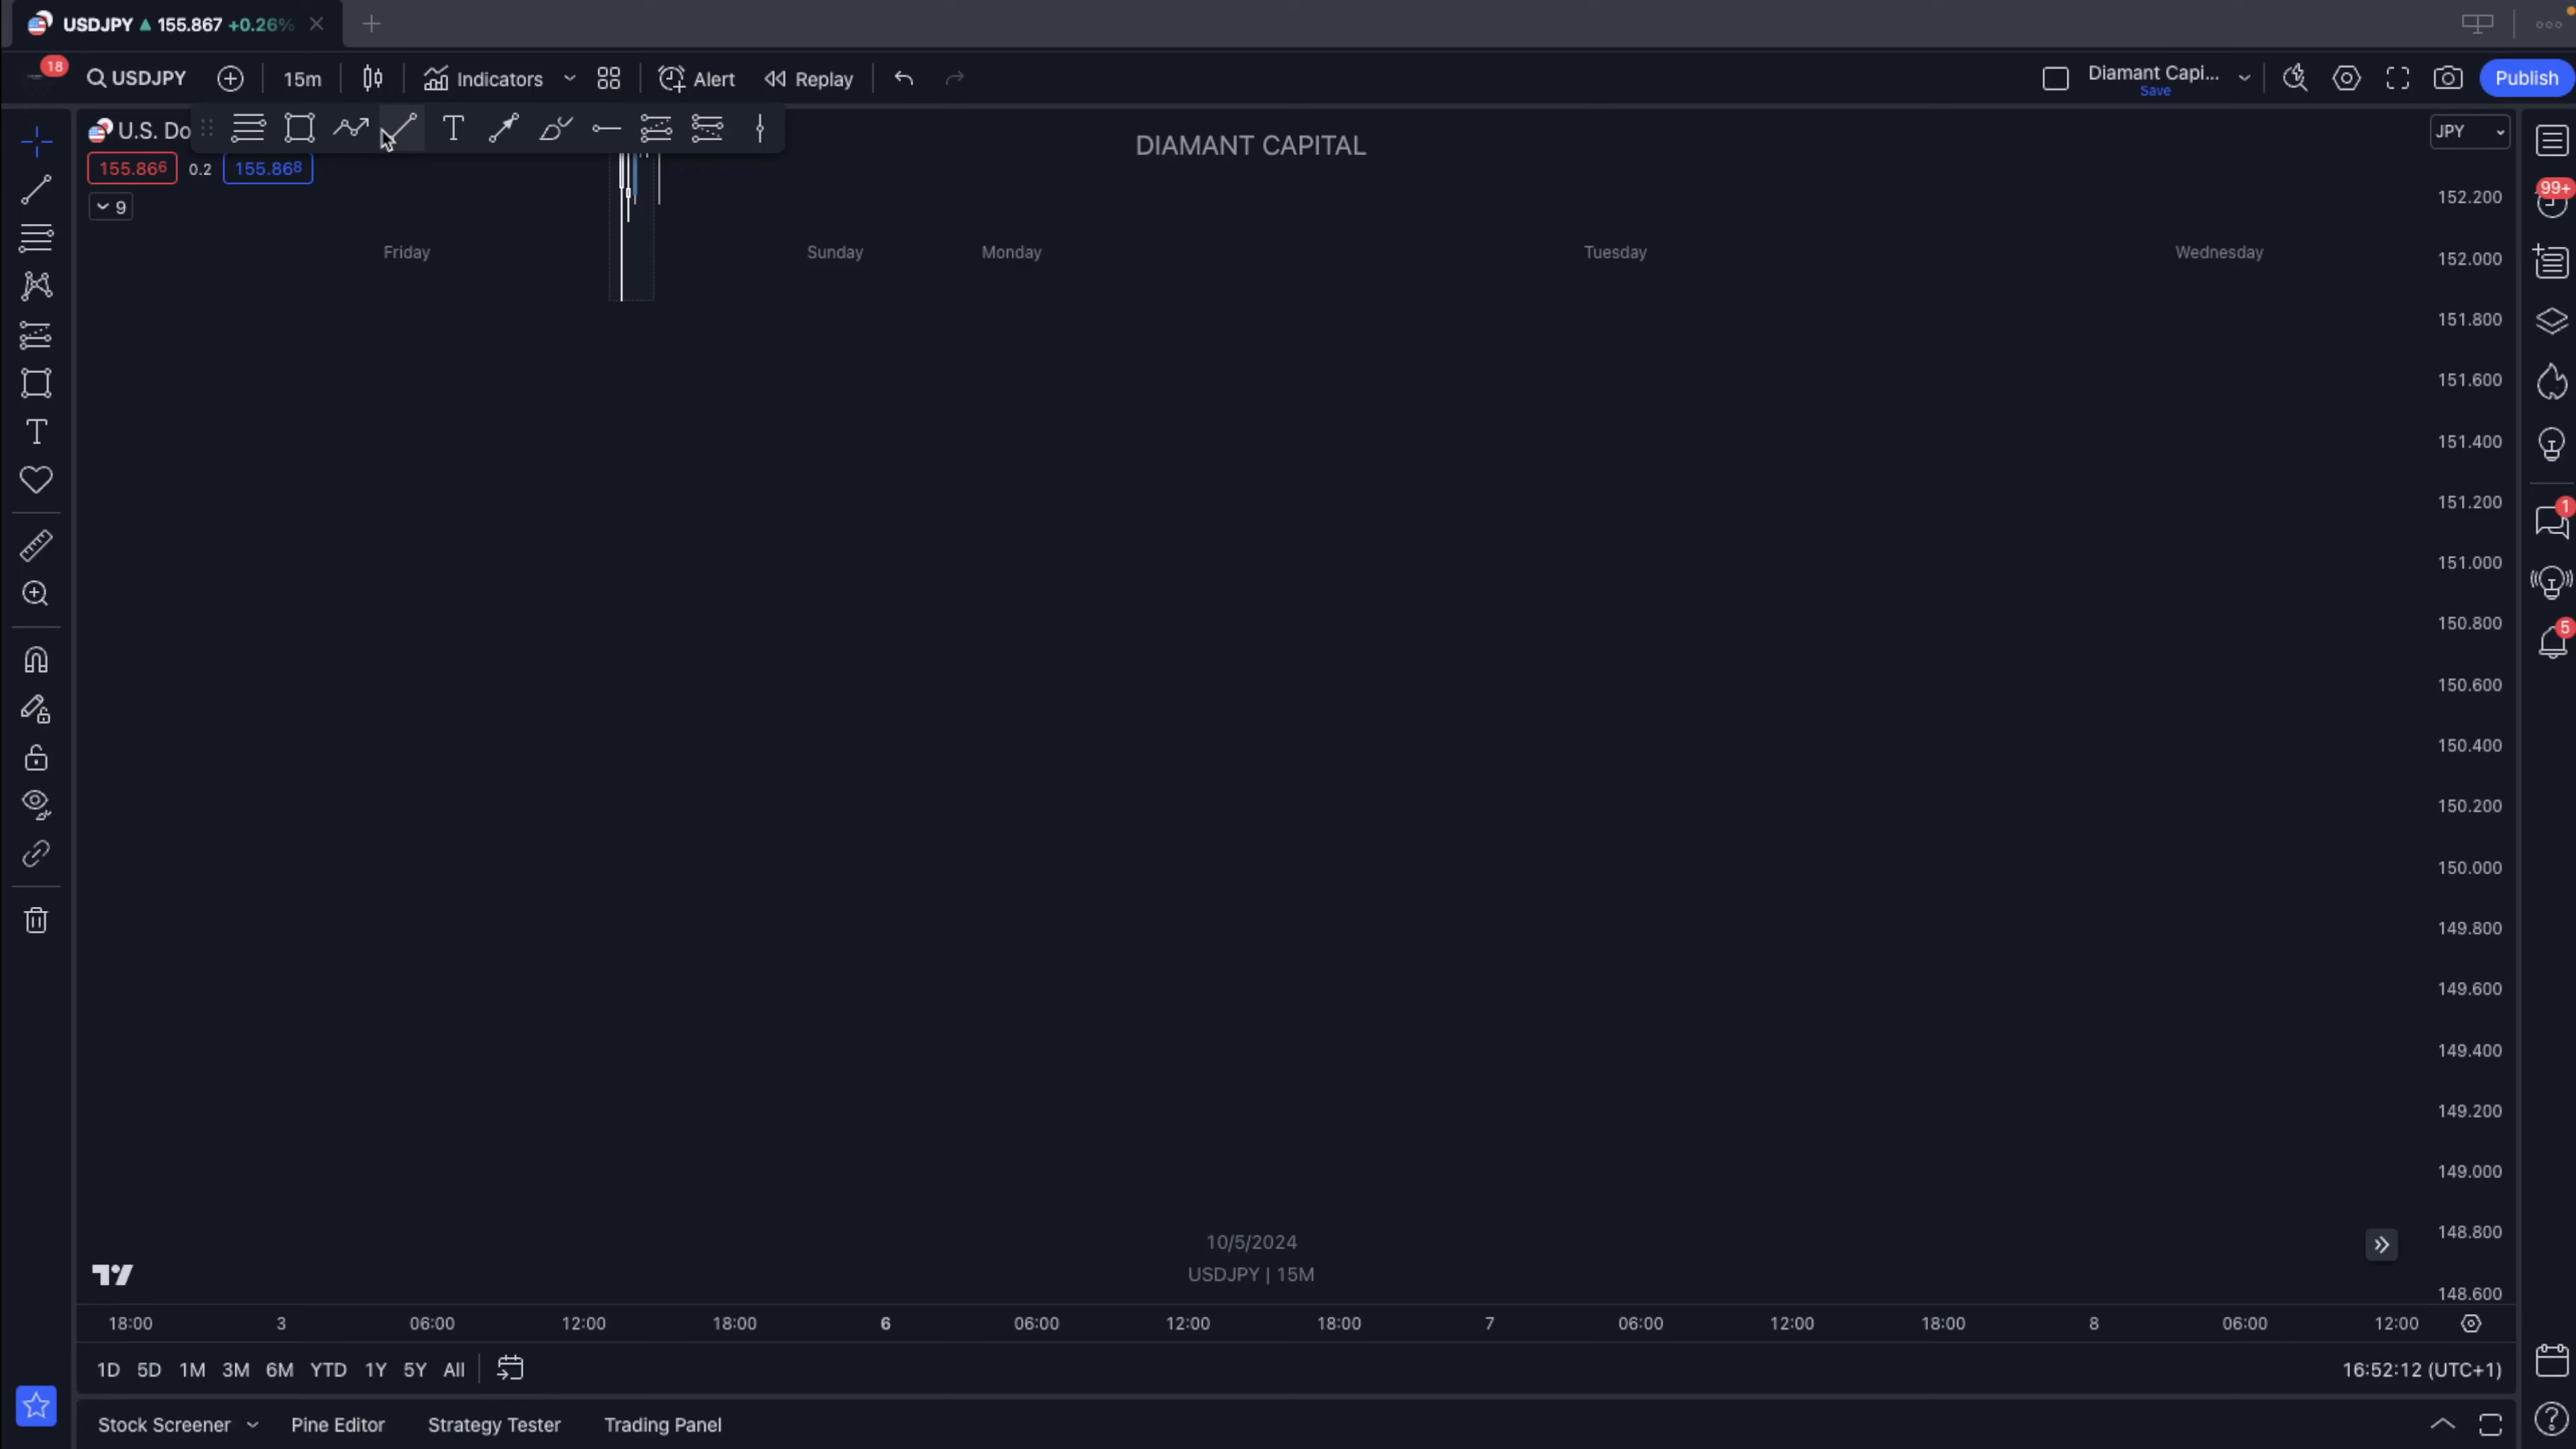 USDJPY ▲ 155.867 +0.26%
18
USDJPY
15m
Indicators
Alert
Replay
Diamant Capi...
Save
Publish
U.S. Do
DIAMANT CAPITAL
JPY
155.866
0.2
155.868
9
99+
1
5
Friday
Sunday
Monday
Tuesday
Wednesday
152.200
152.000
151.800
151.600
151.400
151.200
151.000
150.800
150.600
150.400
150.200
150.000
149.800
149.600
149.400
149.200
149.000
148.800
148.600
10/5/2024
USDJPY | 15M
18:00 3 06:00 12:00 18:00 6 06:00 12:00 18:00 7 06:00 12:00 18:00 8 06:00 12:00
1D 5D 1M 3M 6M YTD 1Y 5Y All
16:52:12 (UTC+1)
Stock Screener Pine Editor Strategy Tester Trading Panel